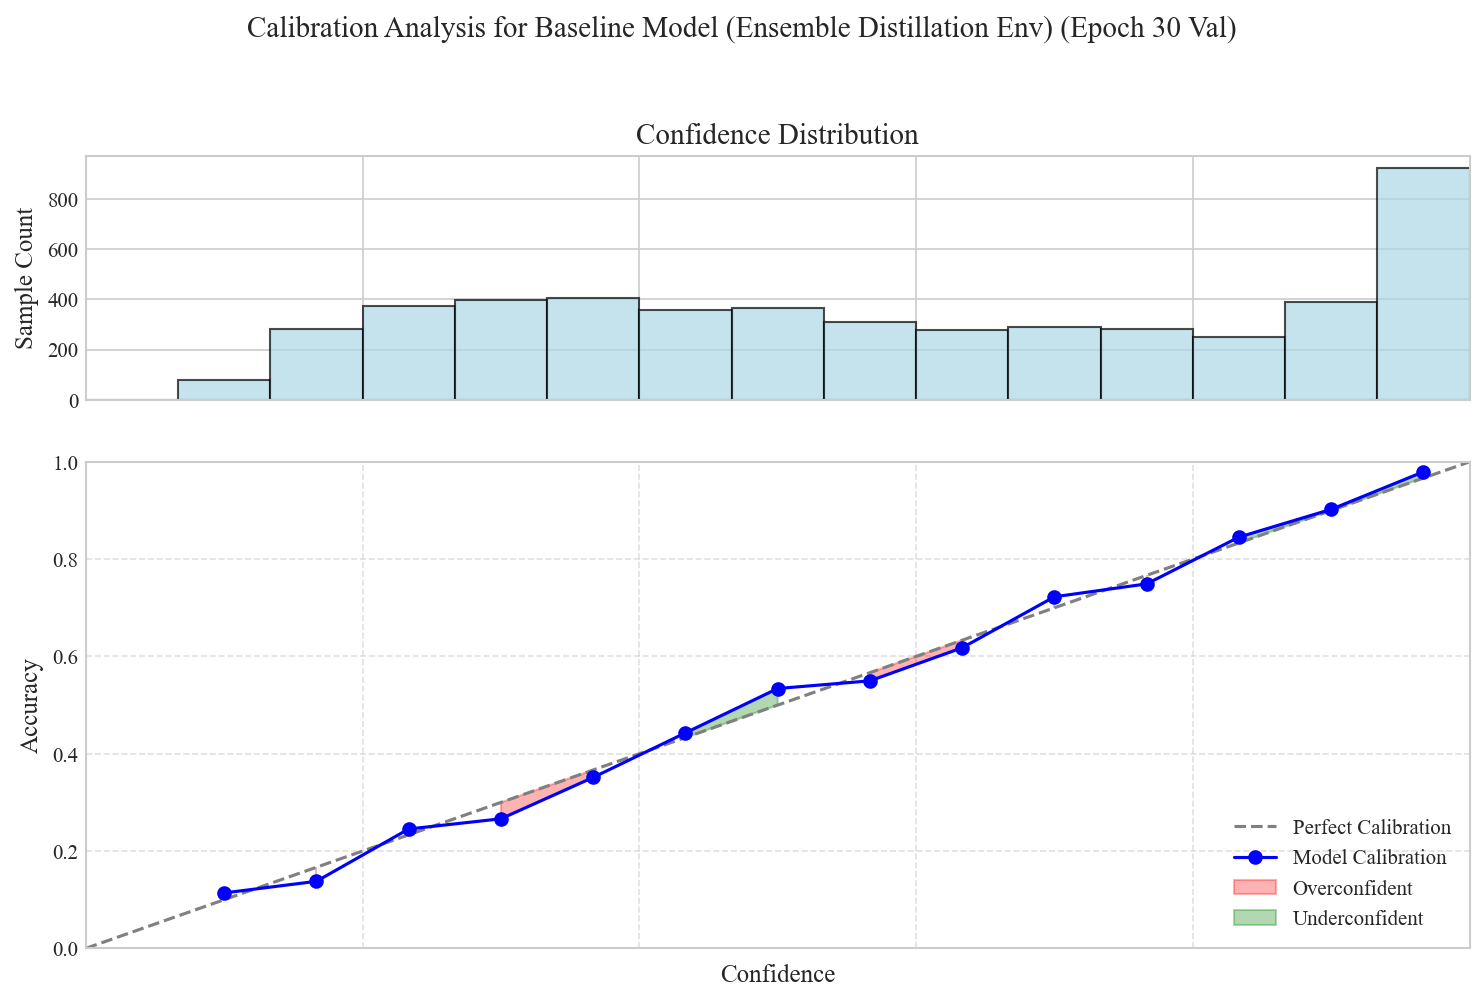 Calibration Analysis for Baseline Model (Ensemble Distillation Env) (Epoch 30 Val)
Confidence Distribution
Sample Count
800
600
400
200
0
Accuracy
1.0
0.8
0.6
0.4
0.2
0.0
Perfect Calibration
Model Calibration
Overconfident
Underconfident
Confidence